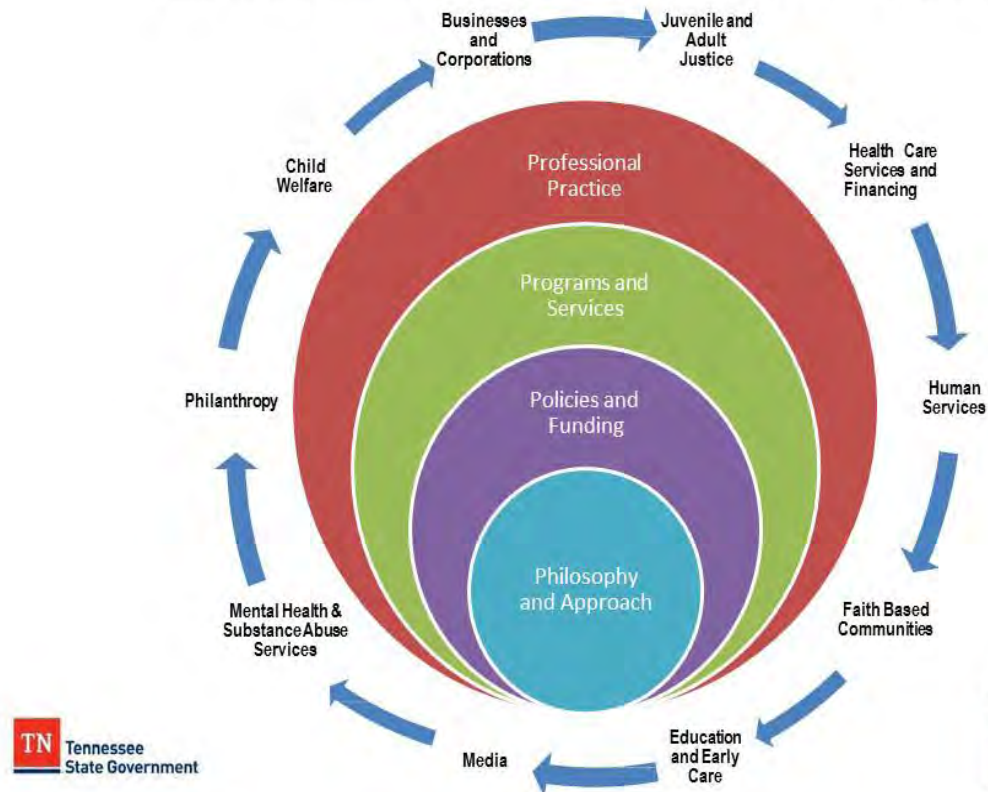 Businesses
and
Corporations
Juvenile and
Adult
Justice
Health Care
Services and
Financing
Human
Services
Faith Based
Communities
Education
and Early
Care
Media
Mental Health &
Substance Abuse
Services
Philanthropy
Child
Welfare
Professional
Practice
Programs and
Services
Policies and
Funding
Philosophy
and Approach
TN
Tennessee
State Government